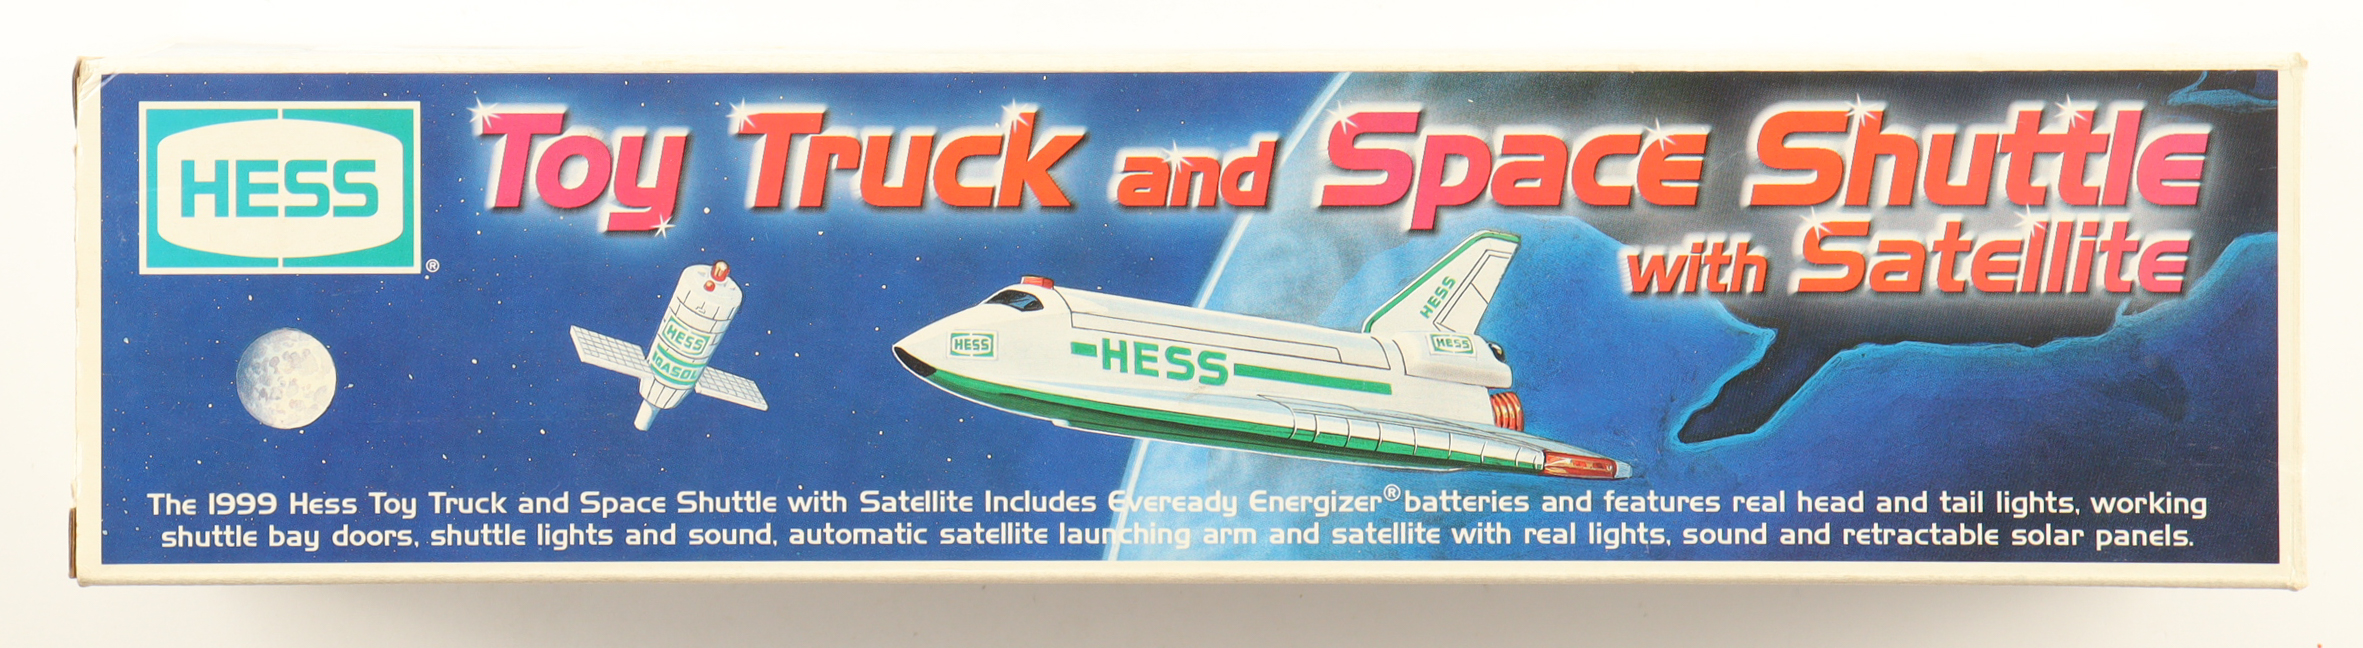 HESS
®
Toy Truck and Space Shuttle
with Satellite
HESS
GASOL
HESS
HESS
HESS
HESS
The 1999 Hess Toy Truck and Space Shuttle with Satellite Includes Eveready Energizer® batteries and features real head and tail lights, working
shuttle bay doors, shuttle lights and sound, automatic satellite launching arm and satellite with real lights, sound and retractable solar panels.